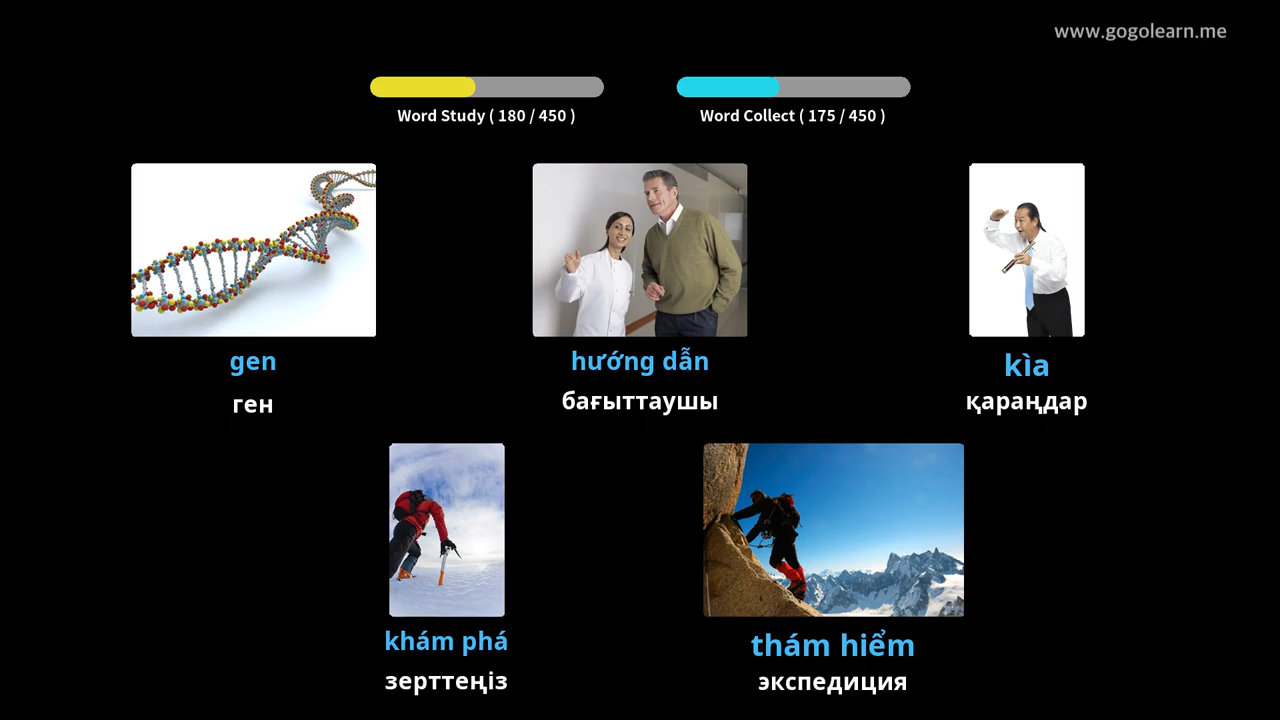 www.gogolearn.me
Word Study ( 180 / 450 )
Word Collect ( 175 / 450 )
gen
ген
hướng dẫn
бағыттаушы
kìa
қараңдар
khám phá
зерттеңіз
thám hiểm
экспедиция